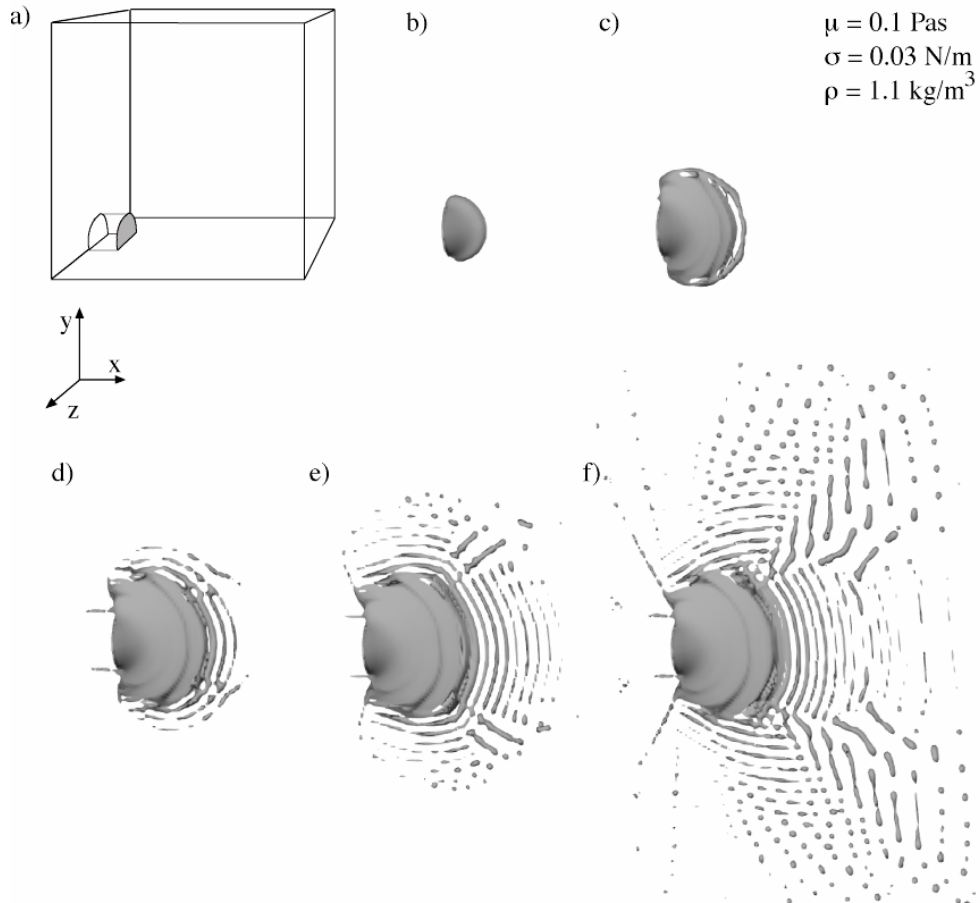 a)
b)
c)
μ = 0.1 Pas
σ = 0.03 N/m
ρ = 1.1 kg/m³
y
x
z
d)
e)
f)